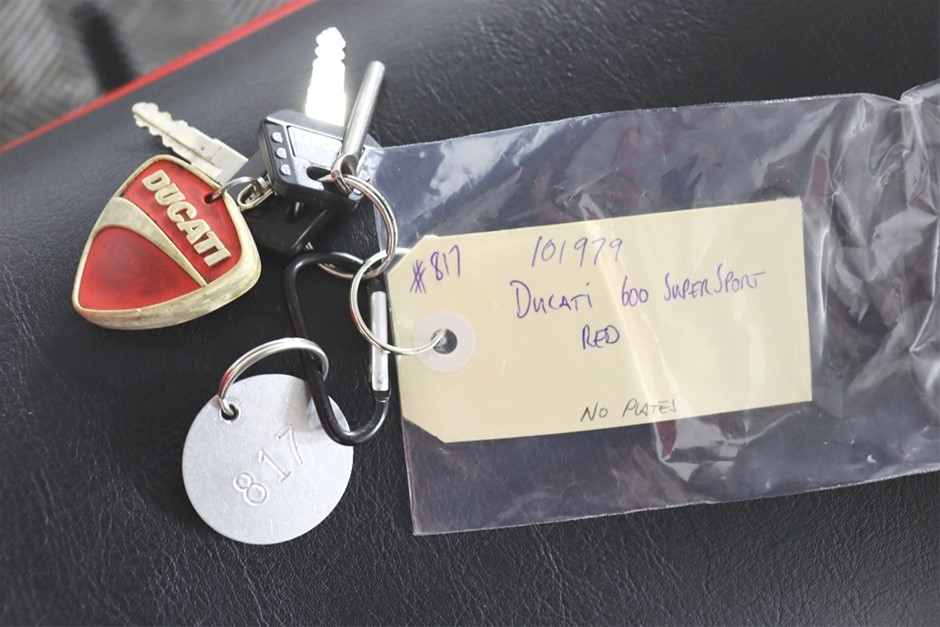 DUCATI
#817
101979
DUCATI 600 SUPERSPORT
RED
NO PLATES
817